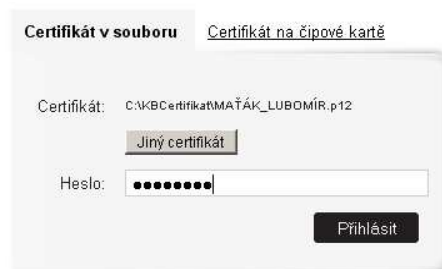 Certifikát v souboru Certifikát na čipové kartě
Certifikát: C:\KBCertifikat\MAŤÁK_LUBOMÍR.p12
Jiný certifikát
Heslo: ●●●●●●●●
Přihlásit